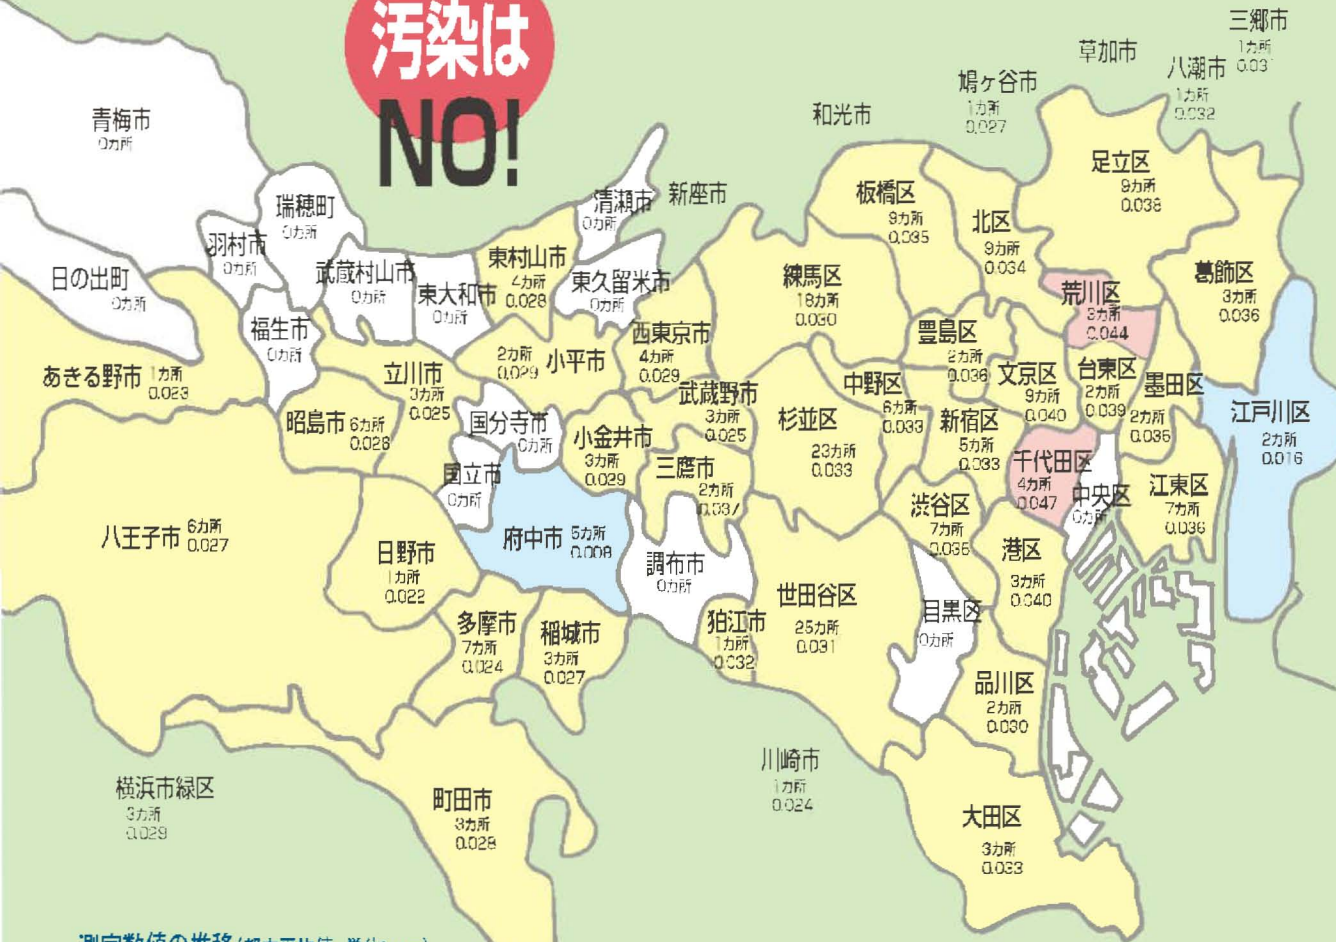 汚染は
NO!
三郷市
1カ所
0.031
草加市
八潮市
1カ所
0.032
鳩ヶ谷市
1カ所
0.027
和光市
青梅市
0カ所
足立区
9カ所
0.038
板橋区
9カ所
0.035
北区
9カ所
0.034
清瀬市
0カ所
新座市
瑞穂町
0カ所
羽村市
0カ所
武蔵村山市
0カ所
東大和市
0カ所
東村山市
4カ所
0.028
東久留米市
0カ所
日の出町
0カ所
練馬区
18カ所
0.030
荒川区
3カ所
0.044
葛飾区
3カ所
0.036
福生市
0カ所
西東京市
4カ所
0.029
豊島区
2カ所
0.036
小平市
2カ所
0.029
あきる野市
1カ所
0.023
立川市
3カ所
0.025
武蔵野市
3カ所
0.025
中野区
6カ所
0.033
文京区
9カ所
0.040
台東区
2カ所
0.039
墨田区
2カ所
0.036
江戸川区
2カ所
0.016
昭島市
6カ所
0.026
国分寺市
0カ所
小金井市
3カ所
0.029
杉並区
23カ所
0.033
新宿区
5カ所
0.033
国立市
0カ所
三鷹市
2カ所
0.037
千代田区
4カ所
0.047
中央区
0カ所
江東区
7カ所
0.036
渋谷区
7カ所
0.036
八王子市
6カ所
0.027
日野市
1カ所
0.022
府中市
5カ所
0.008
調布市
0カ所
港区
3カ所
0.040
世田谷区
25カ所
0.031
目黒区
0カ所
多摩市
7カ所
0.024
稲城市
3カ所
0.027
狛江市
1カ所
0.032
品川区
2カ所
0.030
川崎市
1カ所
0.024
横浜市緑区
3カ所
0.029
町田市
3カ所
0.028
大田区
3カ所
0.033